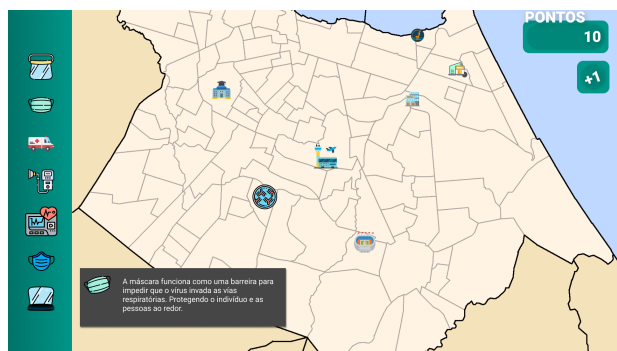 PONTOS
10
+1
A máscara funciona como uma barreira para
impedir que o vírus invada as vías
respiratórias. Protegendo o indivíduo e as
pessoas ao redor.